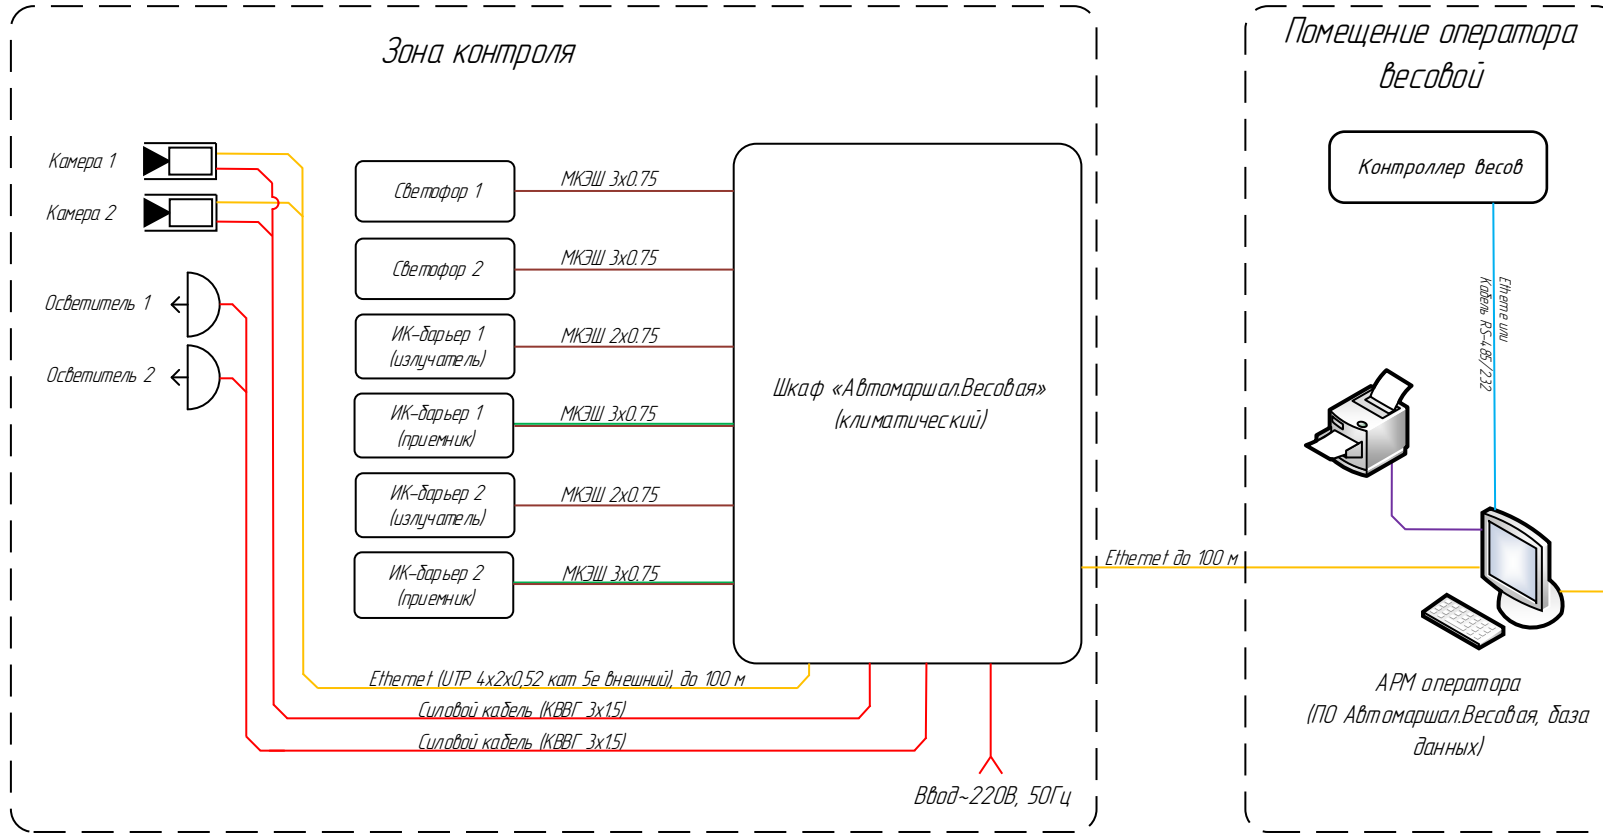 Зона контроля
Помещение оператора
весовой
Камера 1
Камера 2
Осветитель 1
Осветитель 2
Светофор 1
МКЭШ 3х0.75
Светофор 2
МКЭШ 3х0.75
ИК-барьер 1
(излучатель)
МКЭШ 2х0.75
ИК-барьер 1
(приемник)
МКЭШ 3х0.75
ИК-барьер 2
(излучатель)
МКЭШ 2х0.75
ИК-барьер 2
(приемник)
МКЭШ 3х0.75
Шкаф «Автомаршал.Весовая»
(климатический)
Ethernet (UTP 4х2х0,52 кат 5е внешний), до 100 м
Силовой кабель (КВВГ 3х1.5)
Силовой кабель (КВВГ 3х1.5)
Ввод~220В, 50Гц
Ethernet до 100 м
Контроллер весов
Etherne или
Кабель RS-485/232
АРМ оператора
(ПО Автомаршал.Весовая, база
данных)